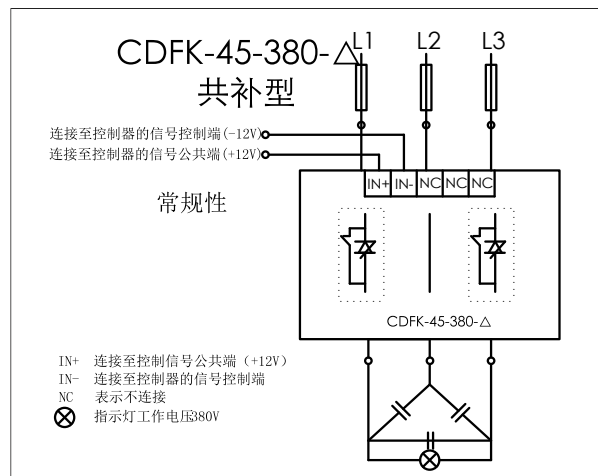 CDFK-45-380-△
共补型
L1 L2 L3
连接至控制器的信号控制端(-12V)
连接至控制器的信号公共端(+12V)
IN+ IN- NC NC NC
常规性
CDFK-45-380-△
IN+ 连接至控制信号公共端（+12V）
IN- 连接至控制器的信号控制端
NC 表示不连接
指示灯工作电压380V